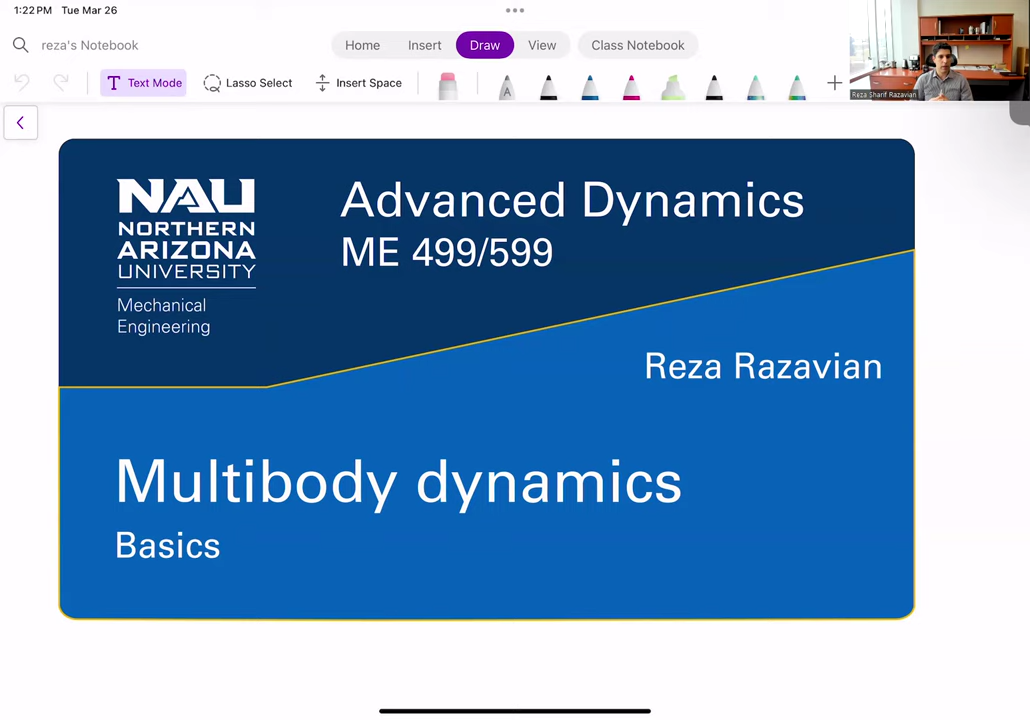 1:22 PM Tue Mar 26
reza's Notebook
Home Insert Draw View Class Notebook
Text Mode Lasso Select Insert Space
A
Reza Sharif Razavian
NAU
NORTHERN
ARIZONA
UNIVERSITY
Mechanical
Engineering
Advanced Dynamics
ME 499/599
Reza Razavian
Multibody dynamics
Basics